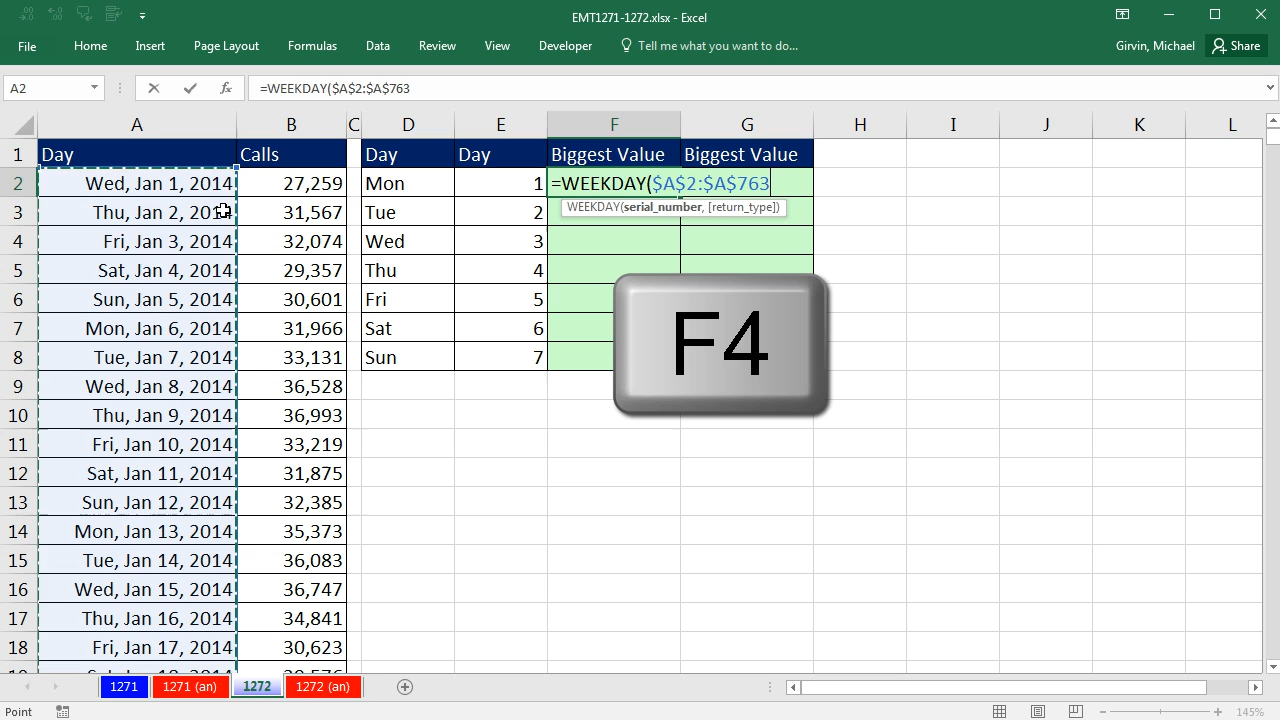 EMT1271-1272.xlsx - Excel
File Home Insert Page Layout Formulas Data Review View Developer Tell me what you want to do... Girvin, Michael Share
A2 fx =WEEKDAY($A$2:$A$763
A B C D E F G H I J K L
1 Day Calls Day Day Biggest Value Biggest Value
2 Wed, Jan 1, 2014 27,259 Mon 1 =WEEKDAY($A$2:$A$763
WEEKDAY(serial_number, [return_type])
3 Thu, Jan 2, 2014 31,567 Tue 2
4 Fri, Jan 3, 2014 32,074 Wed 3
5 Sat, Jan 4, 2014 29,357 Thu 4
6 Sun, Jan 5, 2014 30,601 Fri 5
7 Mon, Jan 6, 2014 31,966 Sat 6
8 Tue, Jan 7, 2014 33,131 Sun 7
F4
9 Wed, Jan 8, 2014 36,528
10 Thu, Jan 9, 2014 36,993
11 Fri, Jan 10, 2014 33,219
12 Sat, Jan 11, 2014 31,875
13 Sun, Jan 12, 2014 32,385
14 Mon, Jan 13, 2014 35,373
15 Tue, Jan 14, 2014 36,083
16 Wed, Jan 15, 2014 36,747
17 Thu, Jan 16, 2014 34,841
18 Fri, Jan 17, 2014 30,623
1271 1271 (an) 1272 1272 (an)
Point 145%